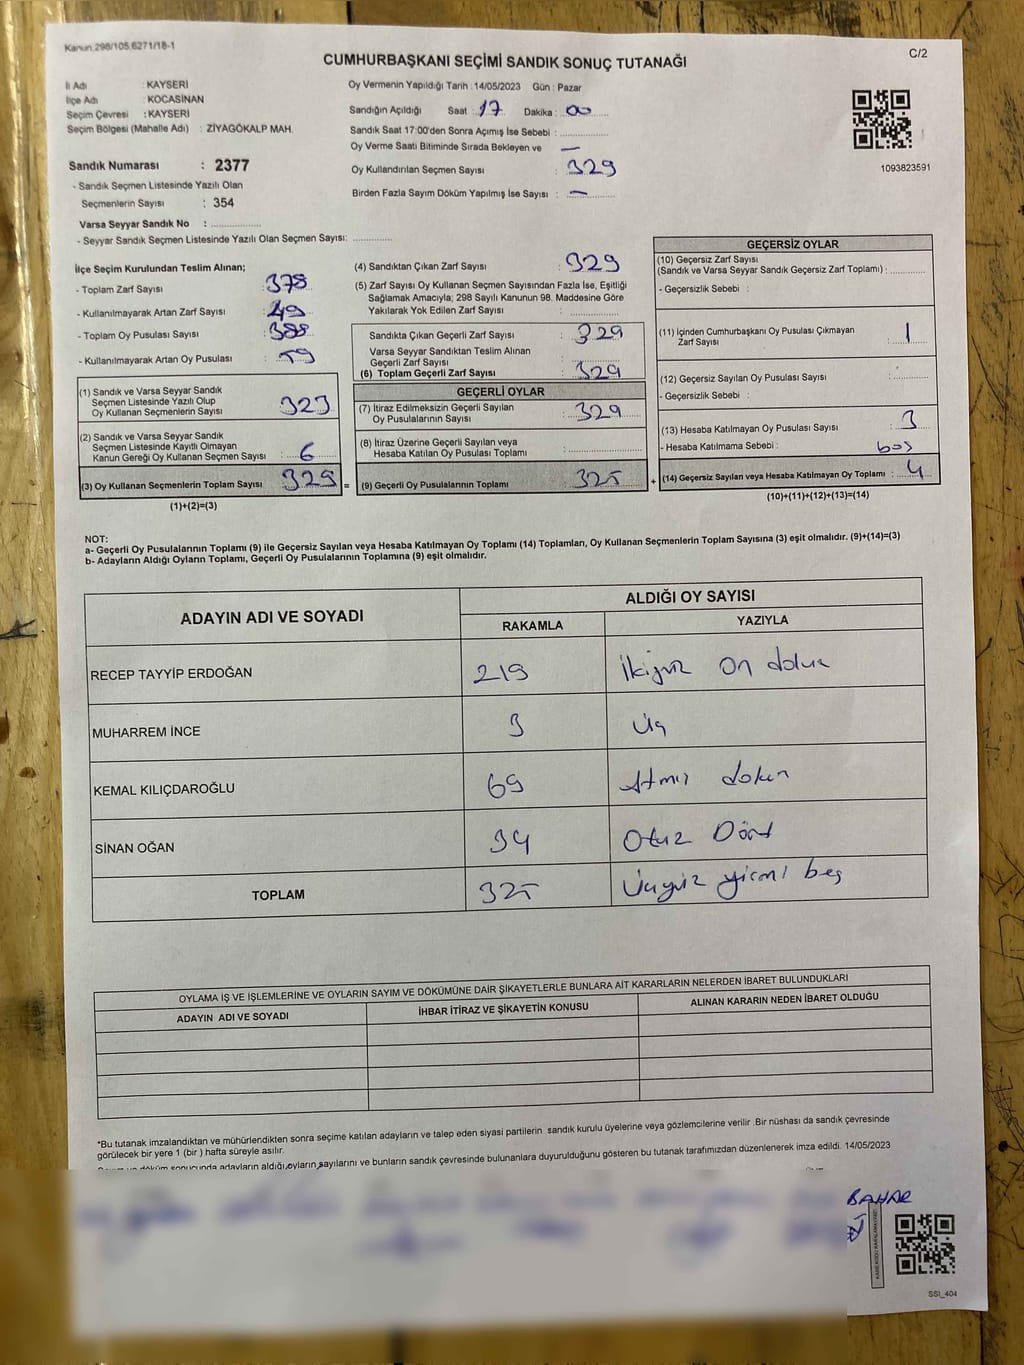 Kanun.298/105,6271/18-1
C/2
CUMHURBAŞKANI SEÇİMİ SANDIK SONUÇ TUTANAĞI
İl Adı : KAYSERİ
İlçe Adı : KOCASİNAN
Seçim Çevresi : KAYSERİ
Seçim Bölgesi (Mahalle Adı) : ZİYAGÖKALP MAH.
Sandık Numarası : 2377
- Sandık Seçmen Listesinde Yazılı Olan
Seçmenlerin Sayısı : 354
Varsa Seyyar Sandık No : ..............
- Seyyar Sandık Seçmen Listesinde Yazılı Olan Seçmen Sayısı: ............
Oy Vermenin Yapıldığı Tarih : 14/05/2023 Gün : Pazar
Sandığın Açıldığı Saat : 17 Dakika : 00
Sandık Saat 17:00'den Sonra Açımış İse Sebebi : ............
Oy Verme Saati Bitiminde Sırada Bekleyen ve —
Oy Kullandırılan Seçmen Sayısı : 329
Birden Fazla Sayım Döküm Yapılmış İse Sayısı : —
1093823591
İlçe Seçim Kurulundan Teslim Alınan;
- Toplam Zarf Sayısı : 378
- Kullanılmayarak Artan Zarf Sayısı : 49
- Toplam Oy Pusulası Sayısı : 388
- Kullanılmayarak Artan Oy Pusulası : 59
(1) Sandık ve Varsa Seyyar Sandık
Seçmen Listesinde Yazılı Olup
Oy Kullanan Seçmenlerin Sayısı : 323
(2) Sandık ve Varsa Seyyar Sandık
Seçmen Listesinde Kayıtlı Olmayan
Kanun Gereği Oy Kullanan Seçmen Sayısı : 6
(3) Oy Kullanan Seçmenlerin Toplam Sayısı : 329 =
(1)+(2)=(3)
(4) Sandıktan Çıkan Zarf Sayısı : 329
(5) Zarf Sayısı Oy Kullanan Seçmen Sayısından Fazla İse, Eşitliği
Sağlamak Amacıyla; 298 Sayılı Kanunun 98. Maddesine Göre
Yakılarak Yok Edilen Zarf Sayısı : ............
Sandıkta Çıkan Geçerli Zarf Sayısı : 329
Varsa Seyyar Sandıktan Teslim Alınan
Geçerli Zarf Sayısı : ............
(6) Toplam Geçerli Zarf Sayısı : 329
GEÇERLİ OYLAR
(7) İtiraz Edilmeksizin Geçerli Sayılan
Oy Pusulasının Sayısı : 329
(8) İtiraz Üzerine Geçerli Sayılan veya
Hesaba Katılan Oy Pusulası Toplamı : ............
(9) Geçerli Oy Pusulalarının Toplamı : 325 +
GEÇERSİZ OYLAR
(10) Geçersiz Zarf Sayısı
(Sandık ve Varsa Seyyar Sandık Geçersiz Zarf Toplamı) : ............
- Geçersizlik Sebebi :
(11) İçinden Cumhurbaşkanı Oy Pusulası Çıkmayan
Zarf Sayısı : 1
(12) Geçersiz Sayılan Oy Pusulası Sayısı : ............
- Geçersizlik Sebebi :
(13) Hesaba Katılmayan Oy Pusulası Sayısı : 3
- Hesaba Katılmama Sebebi : boş
(14) Geçersiz Sayılan veya Hesaba Katılmayan Oy Toplamı : 4
(10)+(11)+(12)+(13)=(14)
NOT:
a- Geçerli Oy Pusulalarının Toplamı (9) ile Geçersiz Sayılan veya Hesaba Katılmayan Oy Toplamı (14) Toplamları, Oy Kullanan Seçmenlerin Toplam Sayısına (3) eşit olmalıdır. (9)+(14)=(3)
b- Adayların Aldığı Oyların Toplamı, Geçerli Oy Pusulalarının Toplamına (9) eşit olmalıdır.
ADAYIN ADI VE SOYADI
ALDIĞI OY SAYISI
RAKAMLA YAZIYLA
RECEP TAYYİP ERDOĞAN 219 İkiyüz On dokuz
MUHARREM İNCE 3 Üç
KEMAL KILIÇDAROĞLU 69 Atmış dokuz
SİNAN OĞAN 34 Otuz Dört
TOPLAM 325 Üçyüz yirmi beş
OYLAMA İŞ VE İŞLEMLERİNE VE OYLARIN SAYIM VE DÖKÜMÜNE DAİR ŞİKAYETLERLE BUNLARA AİT KARARLARIN NELERDEN İBARET BULUNDUKLARI
ADAYIN ADI VE SOYADI İHBAR İTİRAZ VE ŞİKAYETİN KONUSU ALINAN KARARIN NEDEN İBARET OLDUĞU
*Bu tutanak imzalandıktan ve mühürlendikten sonra seçime katılan adayların ve talep eden siyasi partilerin sandık kurulu üyelerine veya gözlemcilerine verilir .Bir nüshası da sandık çevresinde
görülecek bir yere 1 (bir ) hafta süreyle asılır.
döküm sonucunda adayların aldığı oyların sayılarını ve bunların sandık çevresinde bulunanlara duyurulduğunu gösteren bu tutanak tarafımızdan düzenlenerek imza edildi. 14/05/2023
BAHAR
SSI_404